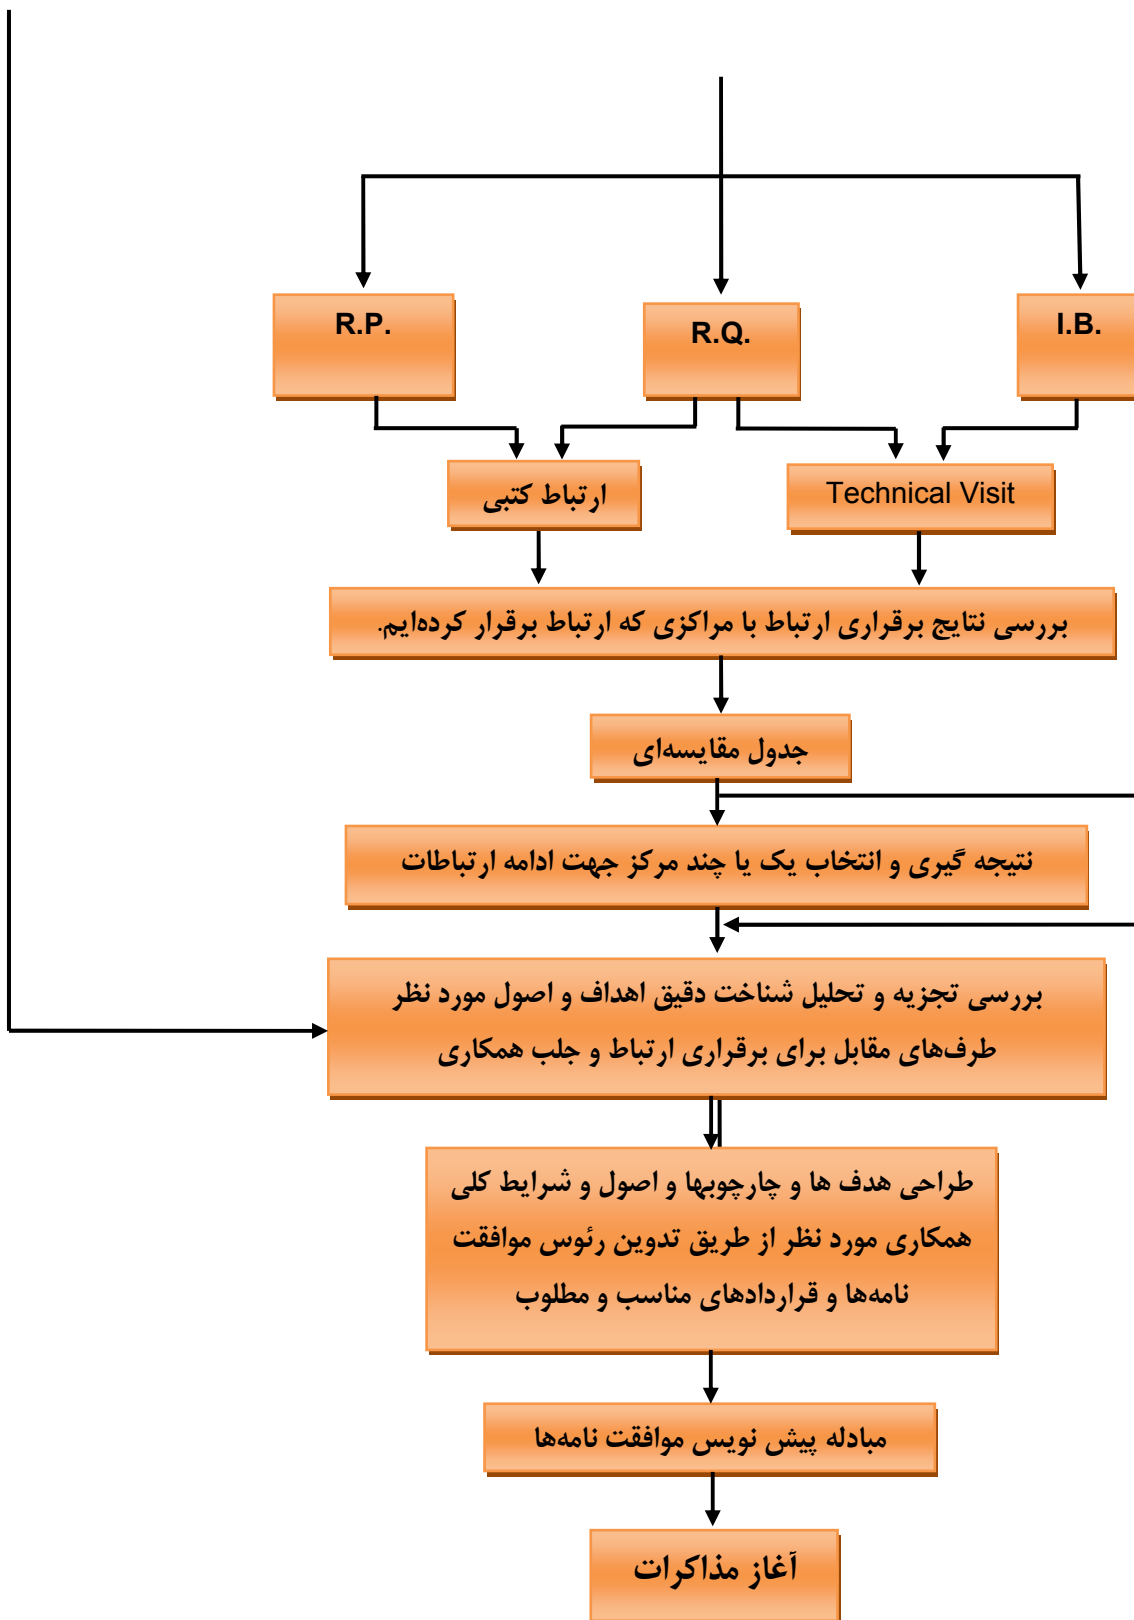 R.P.
R.Q.
I.B.
ارتباط کتبی
Technical Visit
بررسی نتایج برقراری ارتباط با مراکزی که ارتباط برقرار کرده‌ایم.
جدول مقایسه‌ای
نتیجه گیری و انتخاب یک یا چند مرکز جهت ادامه ارتباطات
بررسی تجزیه و تحلیل شناخت دقیق اهداف و اصول مورد نظر
طرف‌های مقابل برای برقراری ارتباط و جلب همکاری
طراحی هدف ها و چارچوبها و اصول و شرایط کلی
همکاری مورد نظر از طریق تدوین رئوس موافقت
نامه‌ها و قراردادهای مناسب و مطلوب
مبادله پیش نویس موافقت نامه‌ها
آغاز مذاکرات